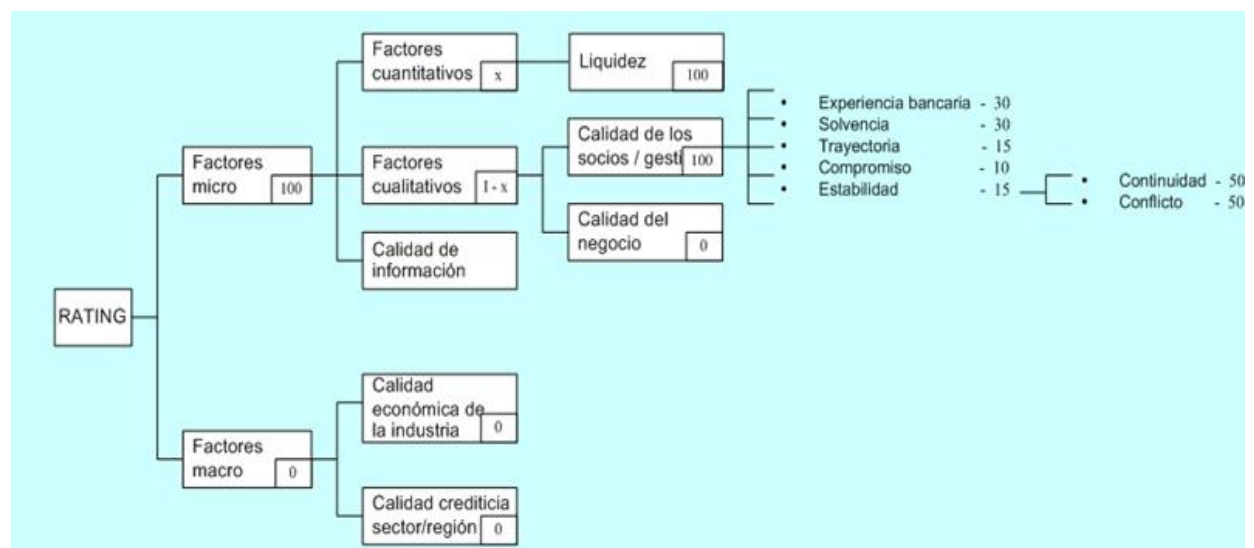 RATING
Factores
micro
100
Factores
cuantitativos
x
Liquidez
100
Factores
cualitativos
1 - x
Calidad de los
socios / gesti
100
• Experiencia bancaria - 30
• Solvencia - 30
• Trayectoria - 15
• Compromiso - 10
• Estabilidad - 15
• Continuidad - 50
• Conflicto - 50
Calidad del
negocio
0
Calidad de
información
Factores
macro
0
Calidad
económica de
la industria
0
Calidad crediticia
sector/región
0